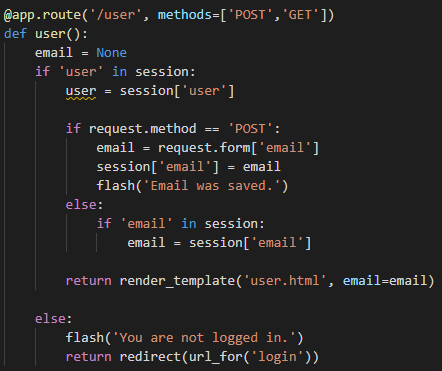 @app.route('/user', methods=['POST','GET'])
def user():
    email = None
    if 'user' in session:
        user = session['user']

        if request.method == 'POST':
            email = request.form['email']
            session['email'] = email
            flash('Email was saved.')
        else:
            if 'email' in session:
                email = session['email']

        return render_template('user.html', email=email)

    else:
        flash('You are not logged in.')
        return redirect(url_for('login'))